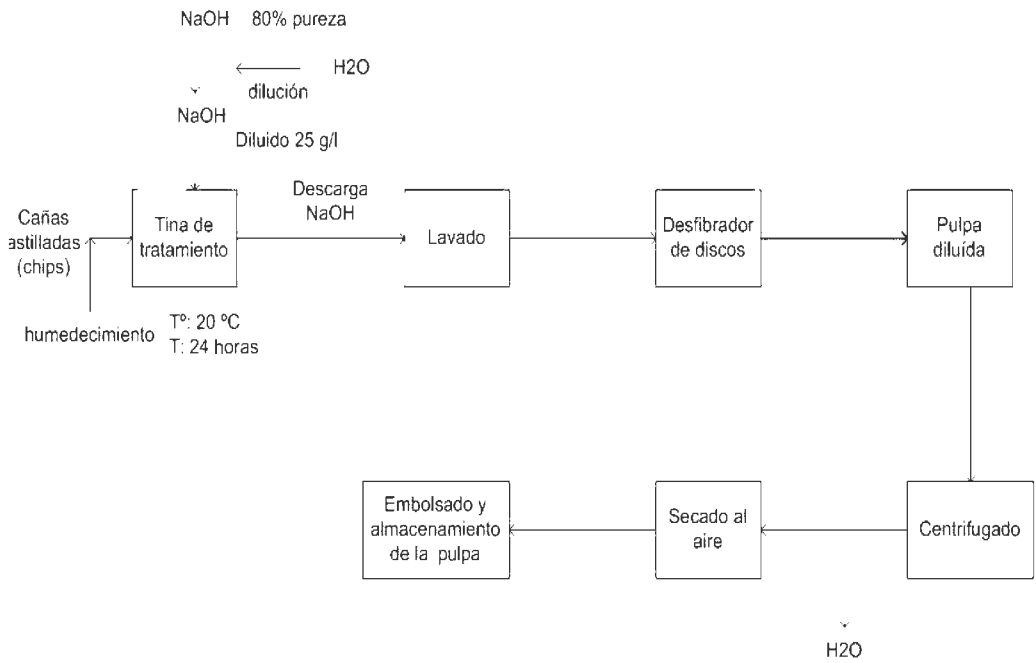 NaOH 80% pureza
H2O
dilución
NaOH
Diluido 25 g/l
Cañas
astilladas
(chips)
humedecimiento
Tina de
tratamiento
Tº: 20 ºC
T: 24 horas
Descarga
NaOH
Lavado
Desfibrador
de discos
Pulpa
diluída
Centrifugado
H2O
Secado al
aire
Embolsado y
almacenamiento
de la pulpa